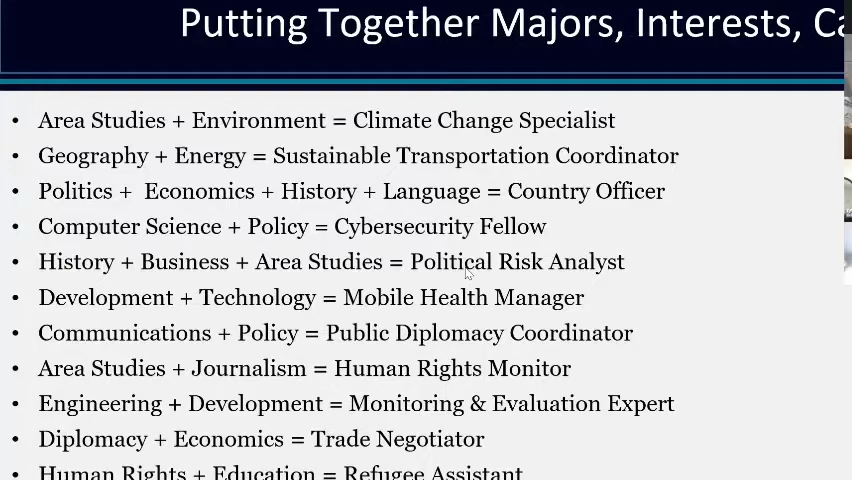 Putting Together Majors, Interests,
• Area Studies + Environment = Climate Change Specialist
• Geography + Energy = Sustainable Transportation Coordinator
• Politics + Economics + History + Language = Country Officer
• Computer Science + Policy = Cybersecurity Fellow
• History + Business + Area Studies = Political Risk Analyst
• Development + Technology = Mobile Health Manager
• Communications + Policy = Public Diplomacy Coordinator
• Area Studies + Journalism = Human Rights Monitor
• Engineering + Development = Monitoring & Evaluation Expert
• Diplomacy + Economics = Trade Negotiator
• Human Rights + Education = Refugee Assistant